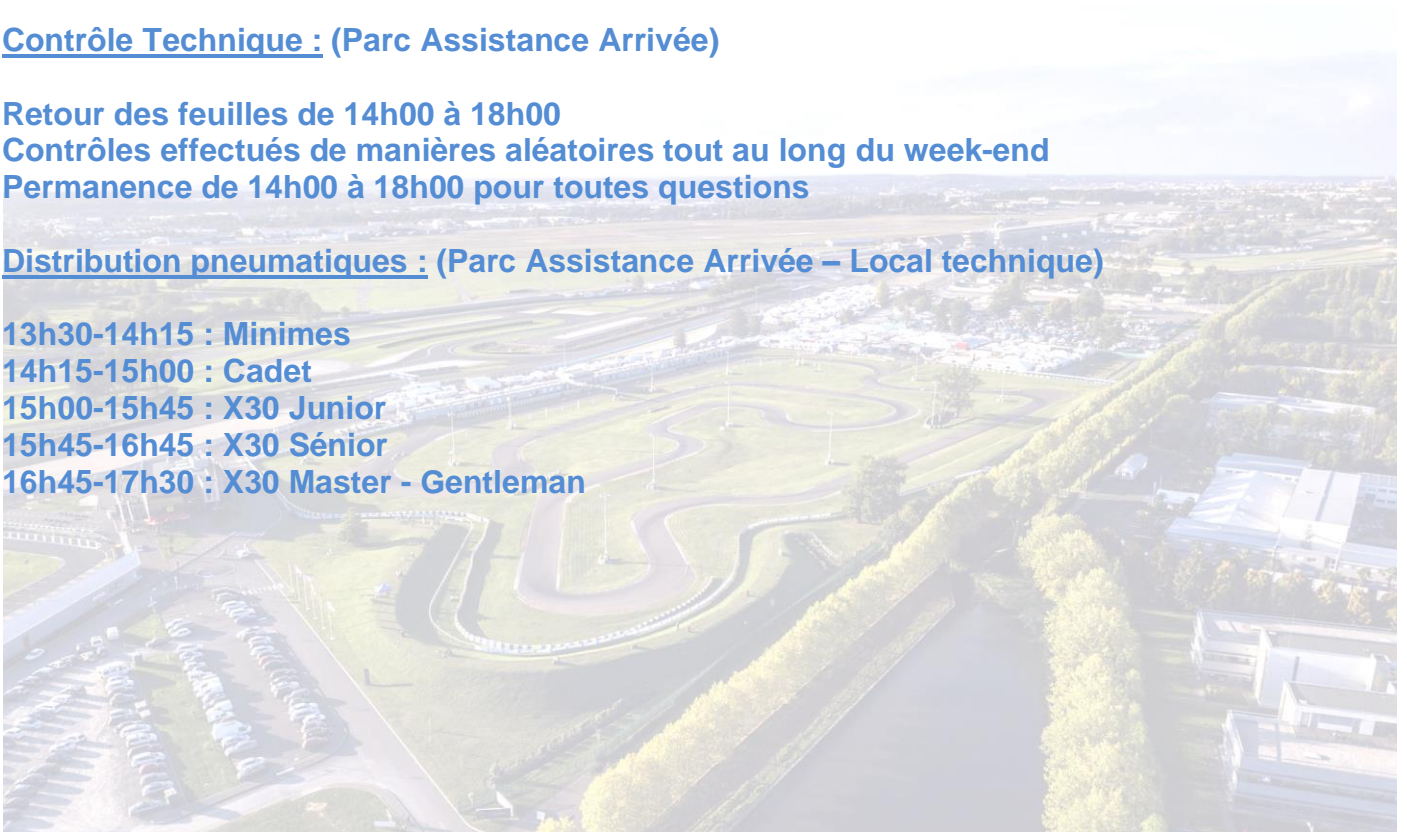 Contrôle Technique : (Parc Assistance Arrivée)
Retour des feuilles de 14h00 à 18h00
Contrôles effectués de manières aléatoires tout au long du week-end
Permanence de 14h00 à 18h00 pour toutes questions
Distribution pneumatiques : (Parc Assistance Arrivée – Local technique)
13h30-14h15 : Minimes
14h15-15h00 : Cadet
15h00-15h45 : X30 Junior
15h45-16h45 : X30 Sénior
16h45-17h30 : X30 Master - Gentleman